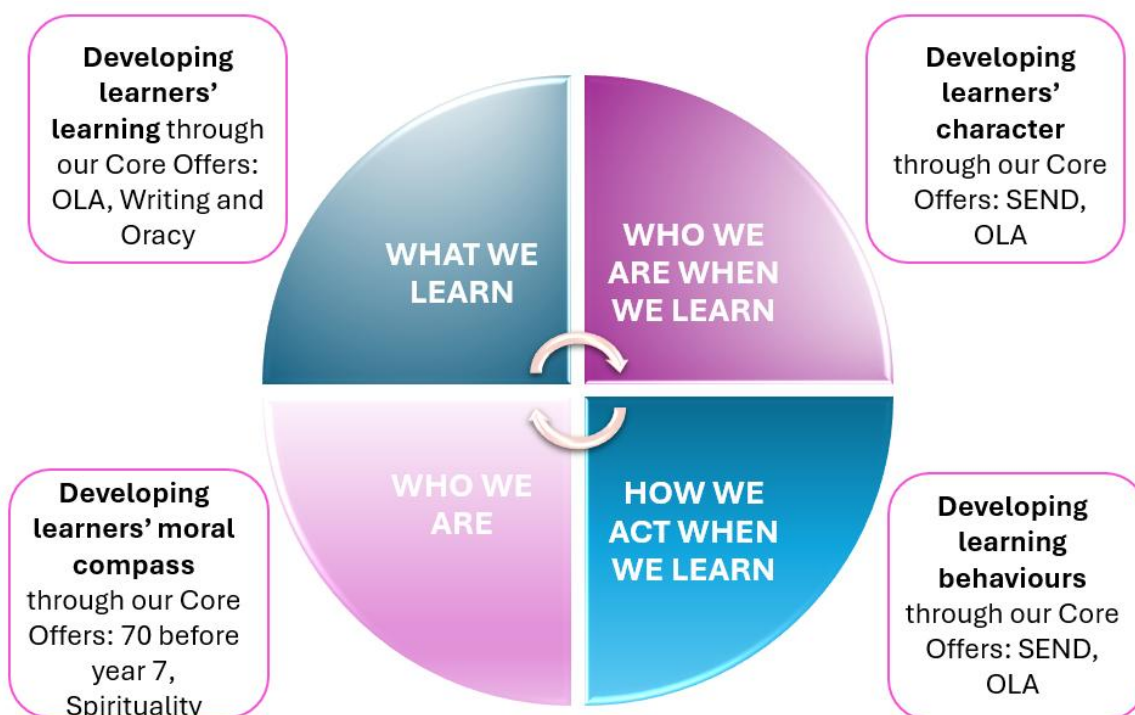 Developing
learners’
learning through
our Core Offers:
OLA, Writing and
Oracy
Developing
learners’
character
through our Core
Offers: SEND,
OLA
WHAT WE
LEARN
WHO WE
ARE WHEN
WE LEARN
WHO WE
ARE
HOW WE
ACT WHEN
WE LEARN
Developing
learners’ moral
compass
through our Core
Offers: 70 before
year 7,
Spirituality
Developing
learning
behaviours
through our Core
Offers: SEND,
OLA